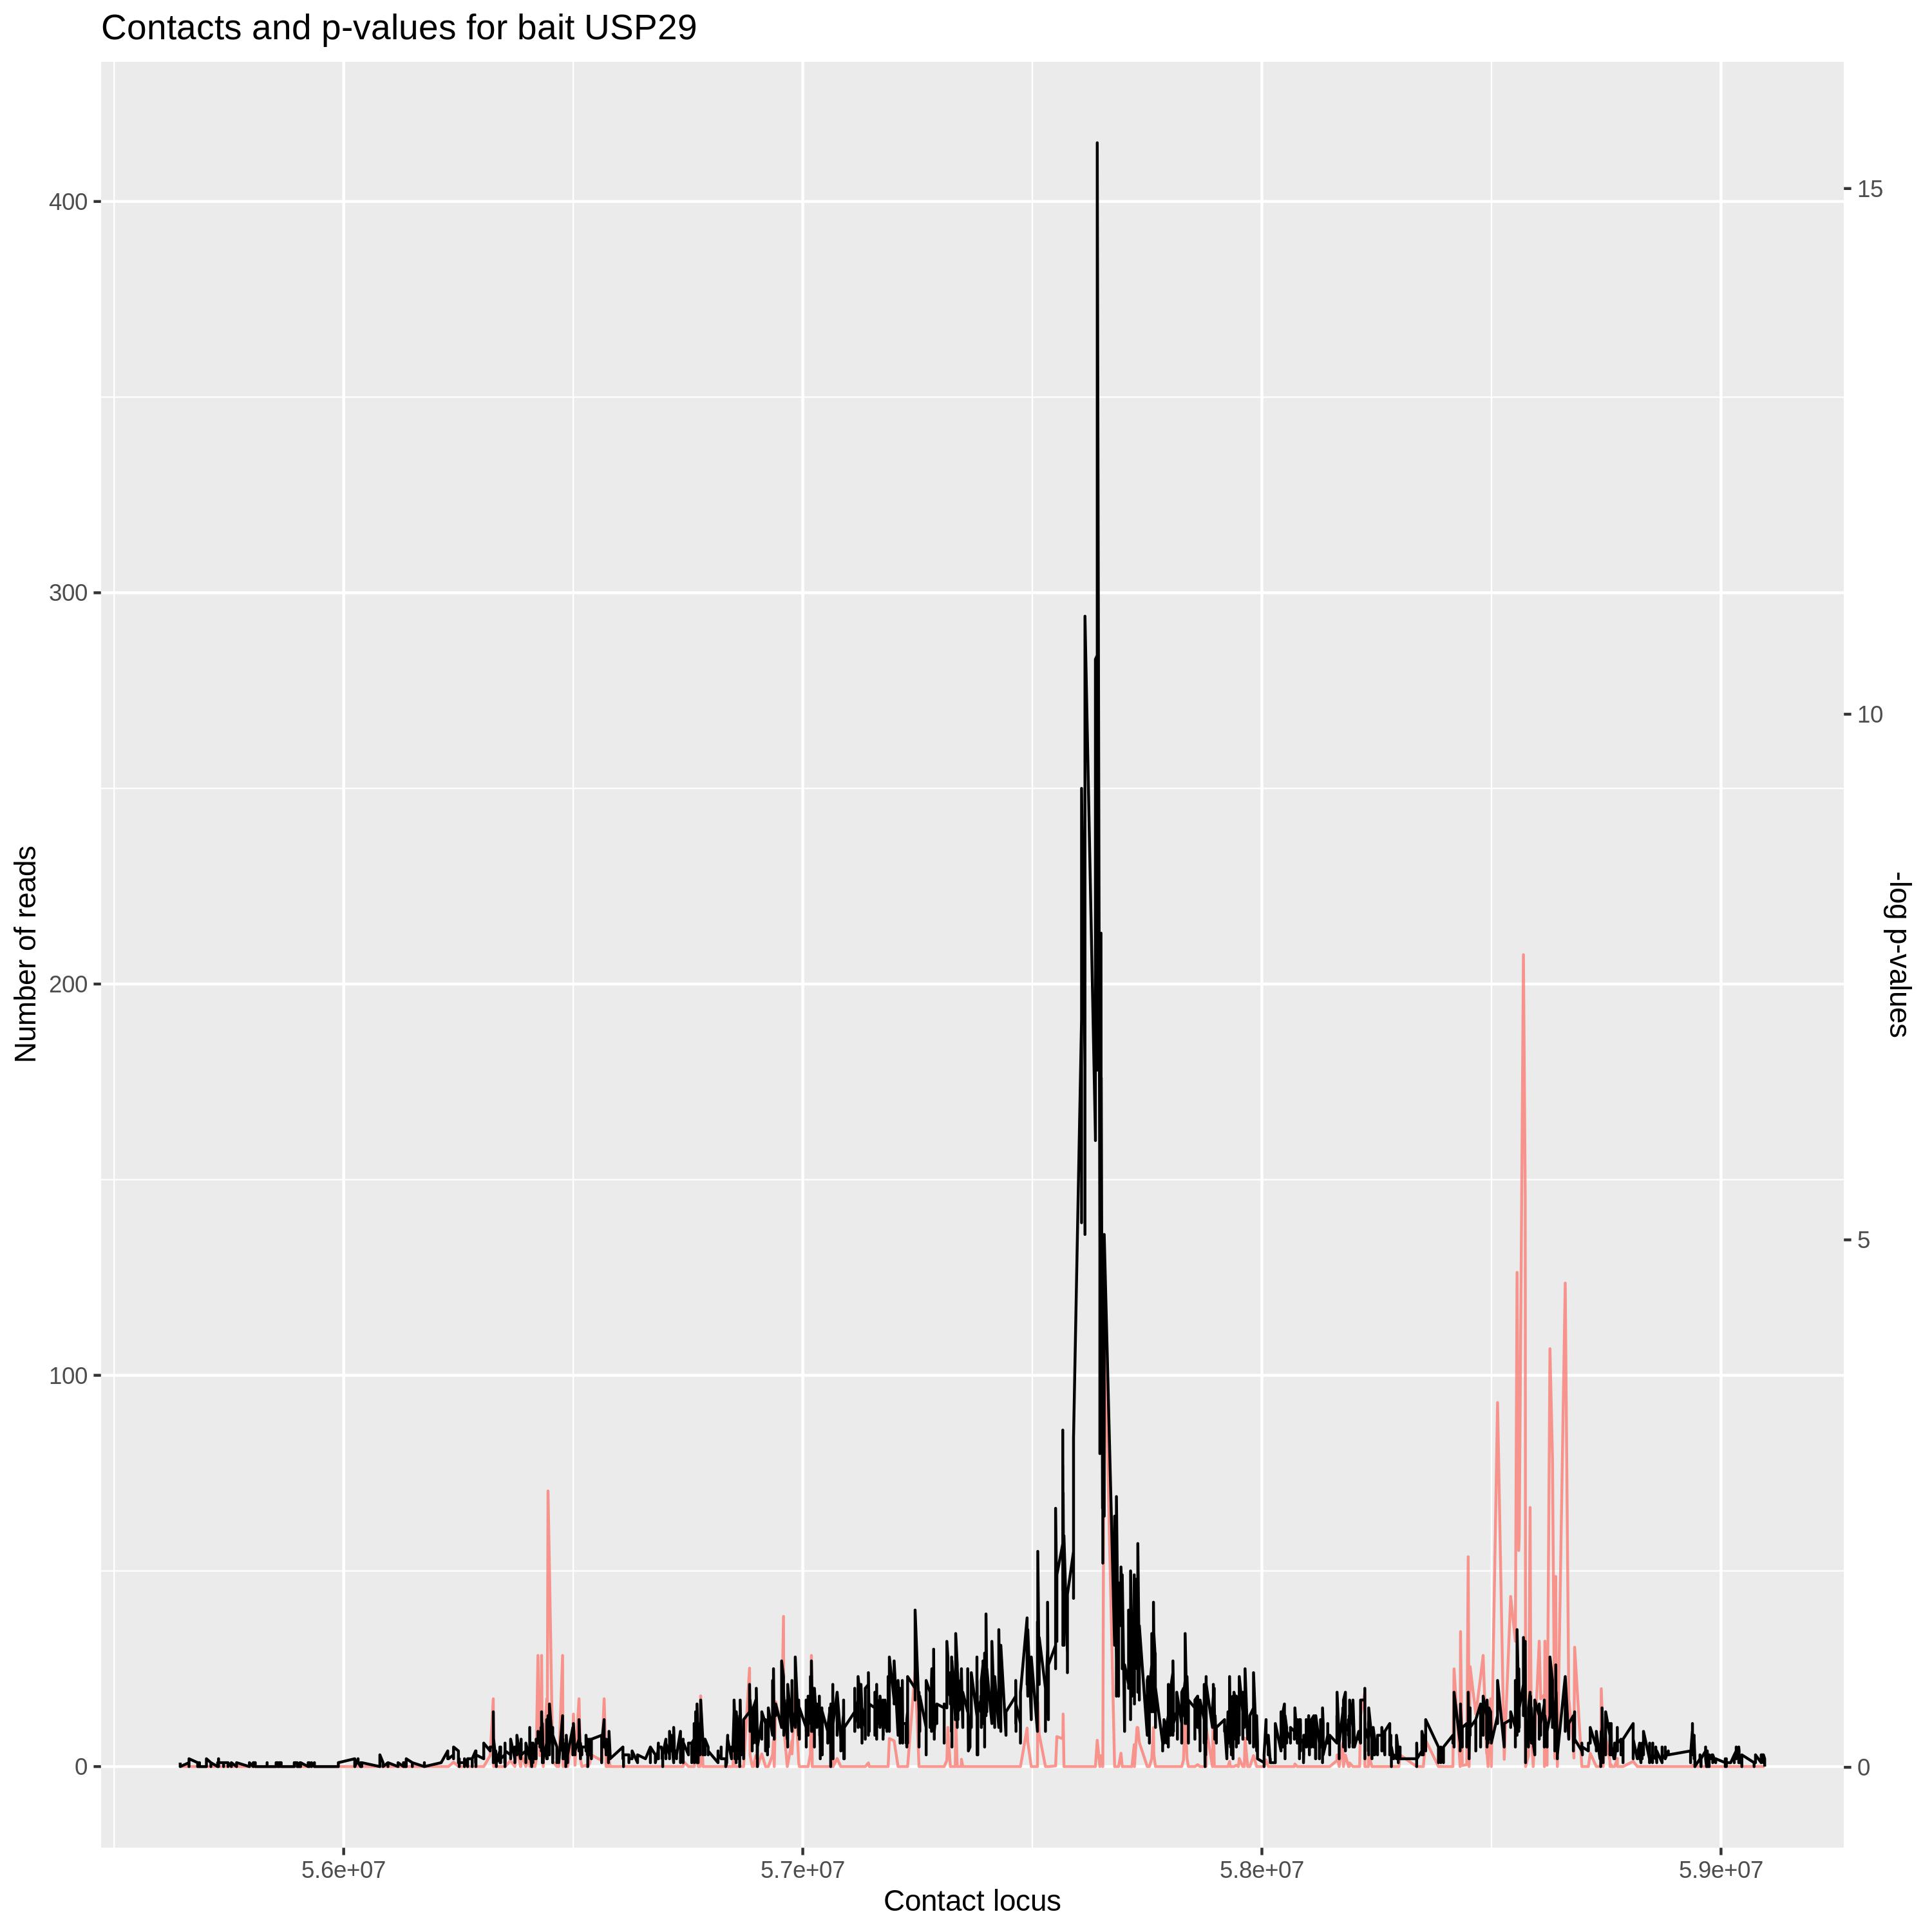 Contacts and p-values for bait USP29
400
300
200
100
0
Number of reads
15
10
5
0
-log p-values
5.6e+07
5.7e+07
5.8e+07
5.9e+07
Contact locus